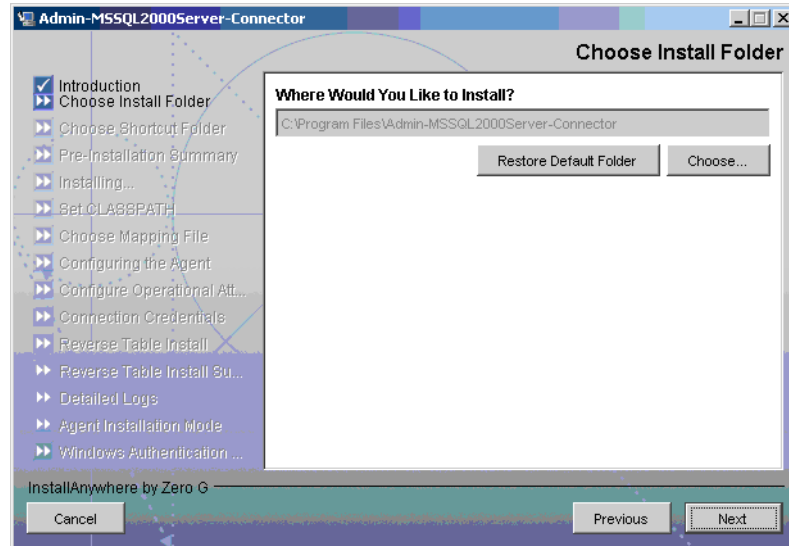 Admin-MSSQL2000Server-Connector
Choose Install Folder
Introduction
Choose Install Folder
Choose Shortcut Folder
Pre-Installation Summary
Installing...
Set CLASSPATH
Choose Mapping File
Configuring the Agent
Configure Operational Att...
Connection Credentials
Reverse Table Install
Reverse Table Install Su...
Detailed Logs
Agent Installation Mode
Windows Authentication ...
Where Would You Like to Install?
C:\Program Files\Admin-MSSQL2000Server-Connector
Restore Default Folder Choose...
InstallAnywhere by Zero G
Cancel Previous Next